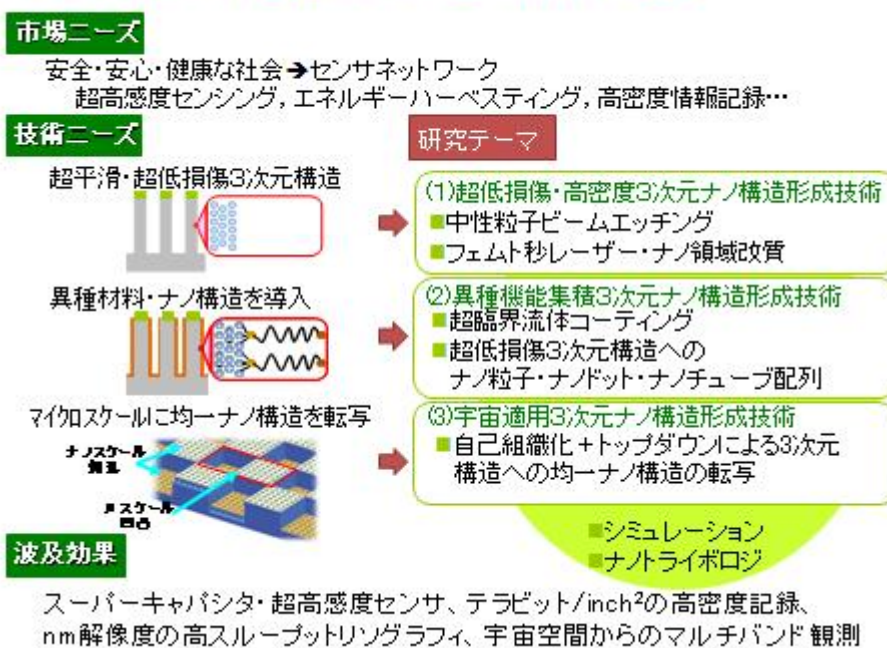 市場ニーズ
安全・安心・健康な社会➔センサネットワーク
超高感度センシング, エネルギーハーベスティング, 高密度情報記録…
技術ニーズ
研究テーマ
超平滑・超低損傷3次元構造
(1)超低損傷・高密度3次元ナノ構造形成技術
■中性粒子ビームエッチング
■フェムト秒レーザー・ナノ領域改質
異種材料・ナノ構造を導入
(2)異種機能集積3次元ナノ構造形成技術
■超臨界流体コーティング
■超低損傷3次元構造への
ナノ粒子・ナノドット・ナノチューブ配列
マイクロスケールに均一ナノ構造を転写
(3)宇宙適用3次元ナノ構造形成技術
■自己組織化+トップダウンによる3次元
構造への均一ナノ構造の転写
ナノスケール
μスケール
凹凸
■シミュレーション
■ナノトライボロジ
波及効果
スーパーキャパシタ・超高感度センサ、テラビット/inch²の高密度記録、
nm解像度の高スループットリソグラフィ、宇宙空間からのマルチバンド観測